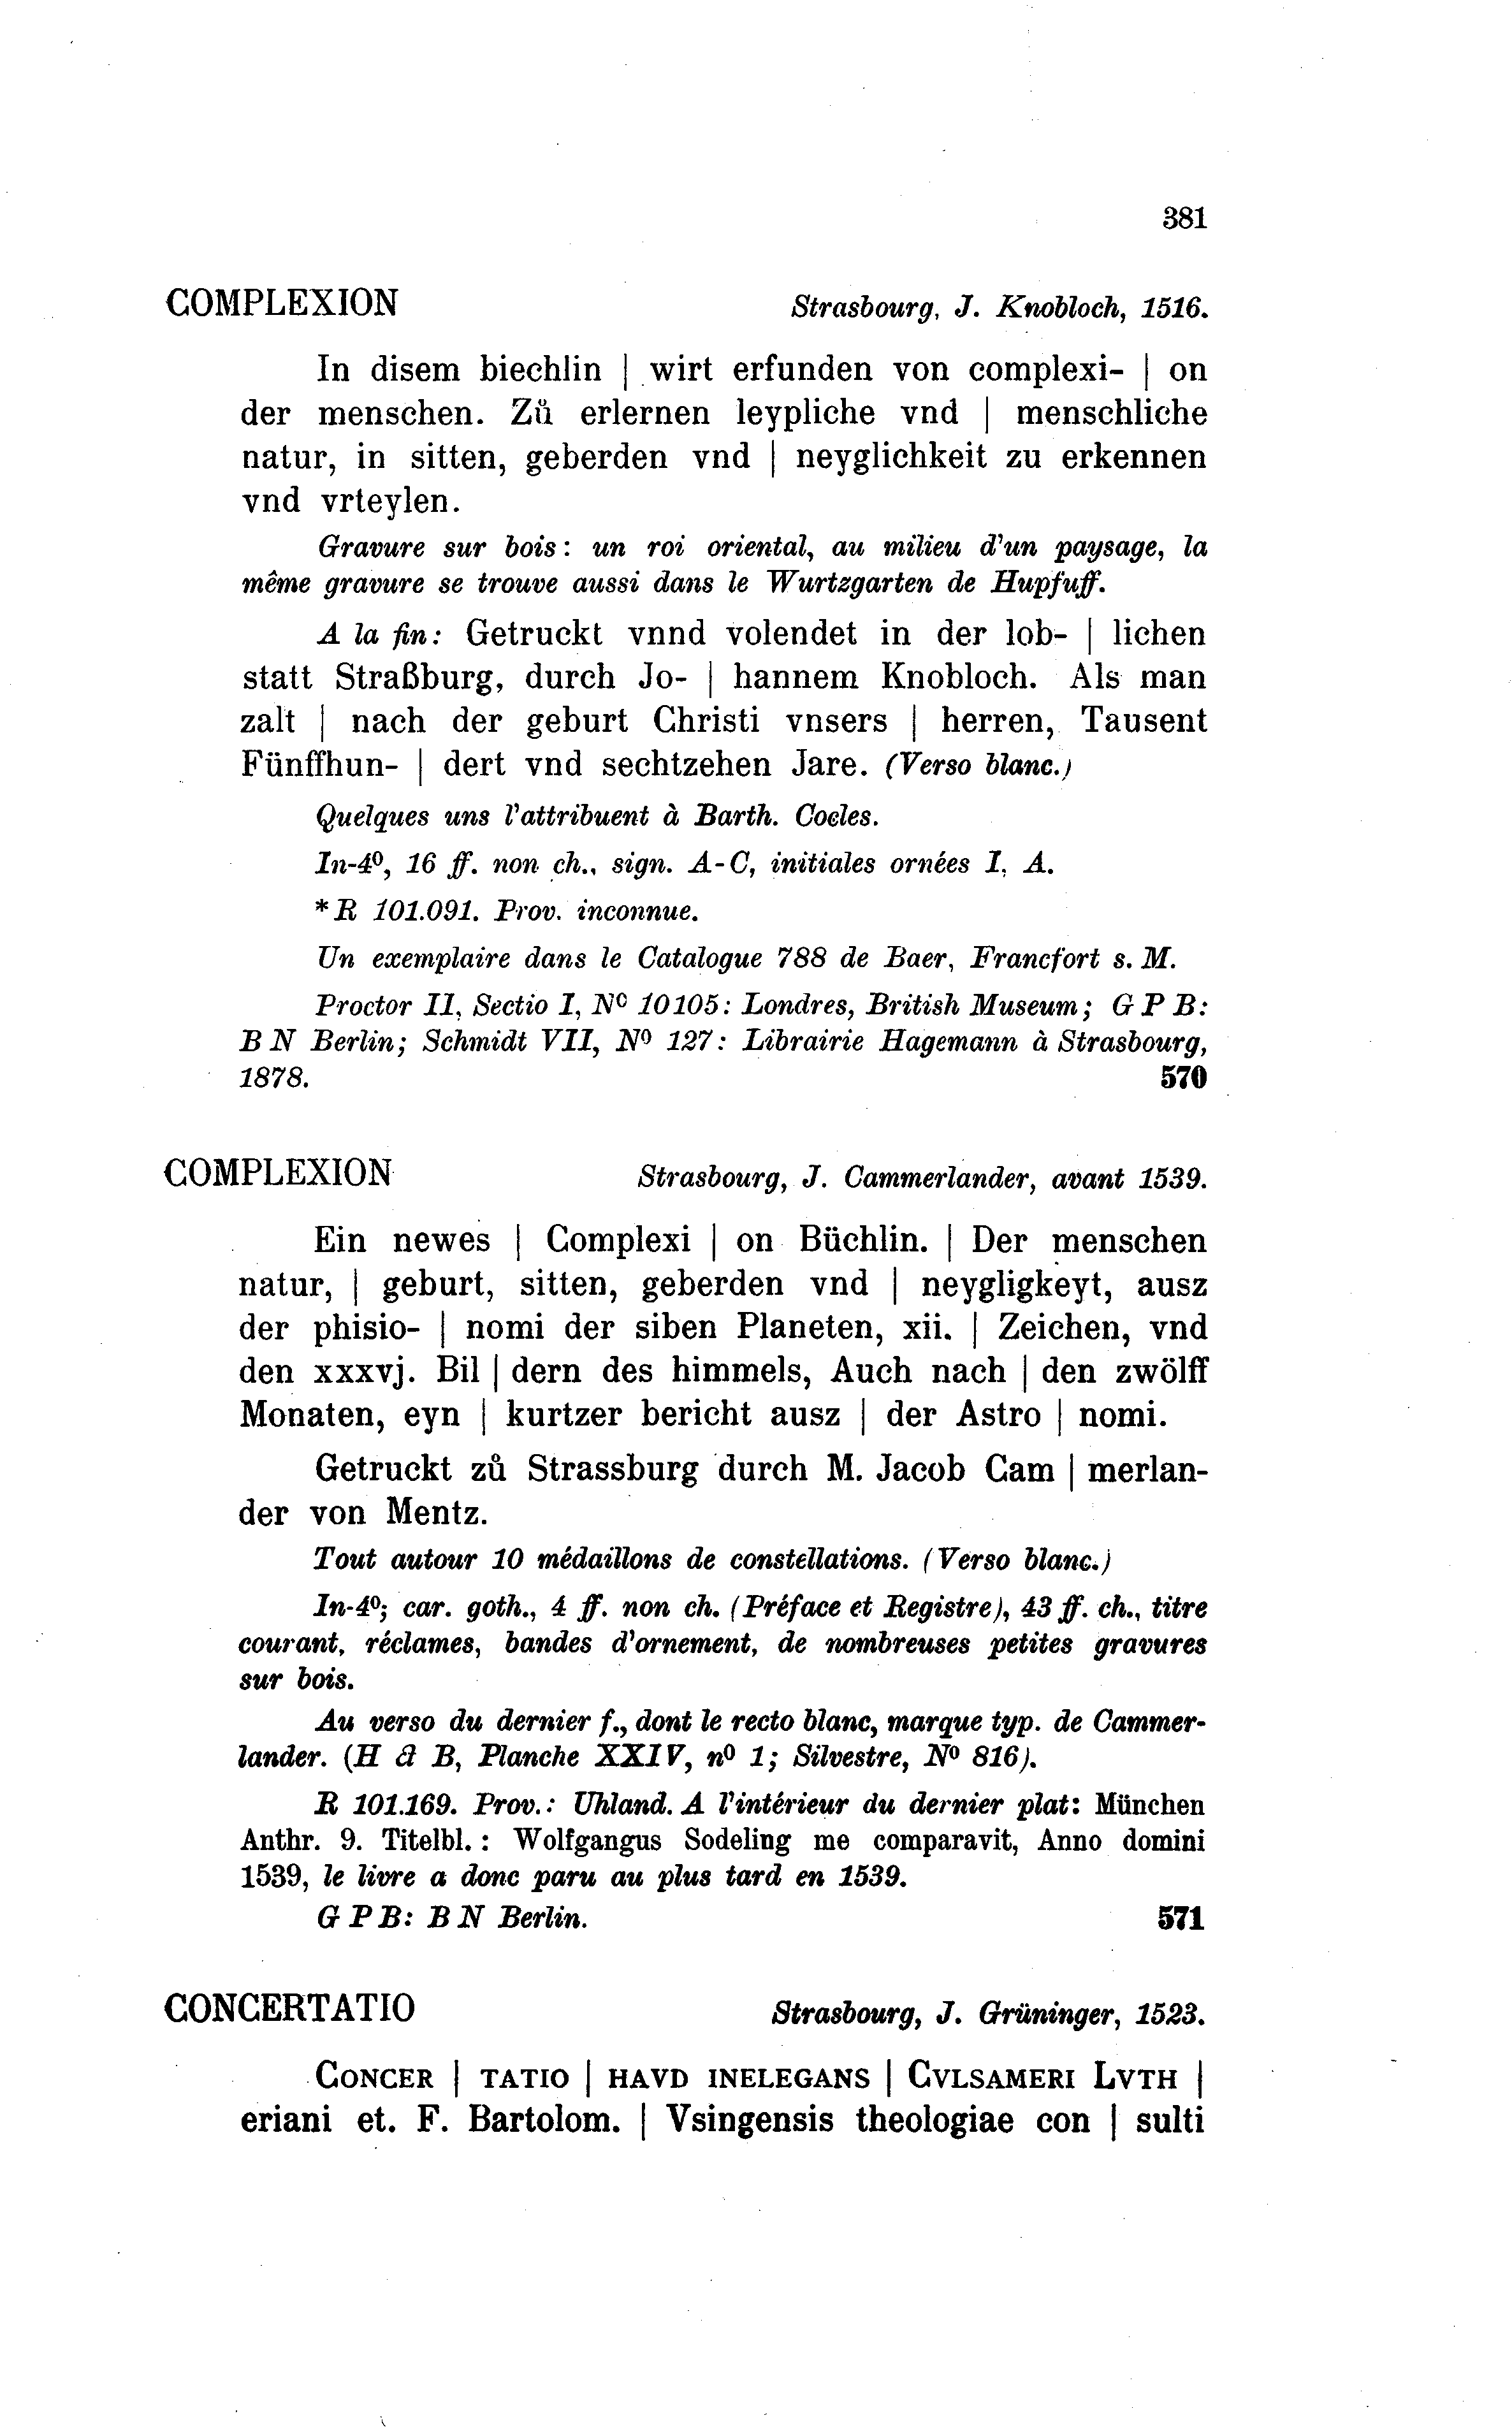 381
COMPLEXION Strasbourg, J. Knobloch, 1516.
In disem biechlin | wirt erfunden von complexi- | on
der menschen. Zů erlernen leypliche vnd | menschliche
natur, in sitten, geberden vnd | neyglichkeit zu erkennen
vnd vrteylen.
Gravure sur bois: un roi oriental, au milieu d'un paysage, la
même gravure se trouve aussi dans le Wurtzgarten de Hupfuff.
A la fin: Getruckt vnnd volendet in der lob- | lichen
statt Straßburg, durch Jo- | hannem Knobloch. Als man
zalt | nach der geburt Christi vnsers | herren, Tausent
Fünffhun- | dert vnd sechtzehen Jare. (Verso blanc.)
Quelques uns l'attribuent à Barth. Cocles.
In-4º, 16 ff. non ch., sign. A-C, initiales ornées I, A.
* R 101.091. Prov. inconnue.
Un exemplaire dans le Catalogue 788 de Baer, Francfort s. M.
Proctor II, Sectio I, Nº 10105: Londres, British Museum; G P B:
B N Berlin; Schmidt VII, Nº 127: Librairie Hagemann à Strasbourg,
1878. 570
COMPLEXION Strasbourg, J. Cammerlander, avant 1539.
Ein newes | Complexi | on Büchlin. | Der menschen
natur, | geburt, sitten, geberden vnd | neygligkeyt, ausz
der phisio- | nomi der siben Planeten, xii. | Zeichen, vnd
den xxxvj. Bil | dern des himmels, Auch nach | den zwölff
Monaten, eyn | kurtzer bericht ausz | der Astro | nomi.
Getruckt zů Strassburg durch M. Jacob Cam | merlan-
der von Mentz.
Tout autour 10 médaillons de constellations. (Verso blanc.)
In-4º; car. goth., 4 ff. non ch. (Préface et Registre), 43 ff. ch., titre
courant, réclames, bandes d'ornement, de nombreuses petites gravures
sur bois.
Au verso du dernier f., dont le recto blanc, marque typ. de Cammer-
lander. (H & B, Planche XXIV, nº 1; Silvestre, Nº 816).
R 101.169. Prov.: Uhland. A l'intérieur du dernier plat: München
Anthr. 9. Titelbl.: Wolfgangus Sodeling me comparavit, Anno domini
1539, le livre a donc paru au plus tard en 1539.
G P B: B N Berlin. 571
CONCERTATIO Strasbourg, J. Grüninger, 1523.
CONCER | TATIO | HAVD INELEGANS | CVLSAMERI LVTH |
eriani et. F. Bartolom. | Vsingensis theologiae con | sulti